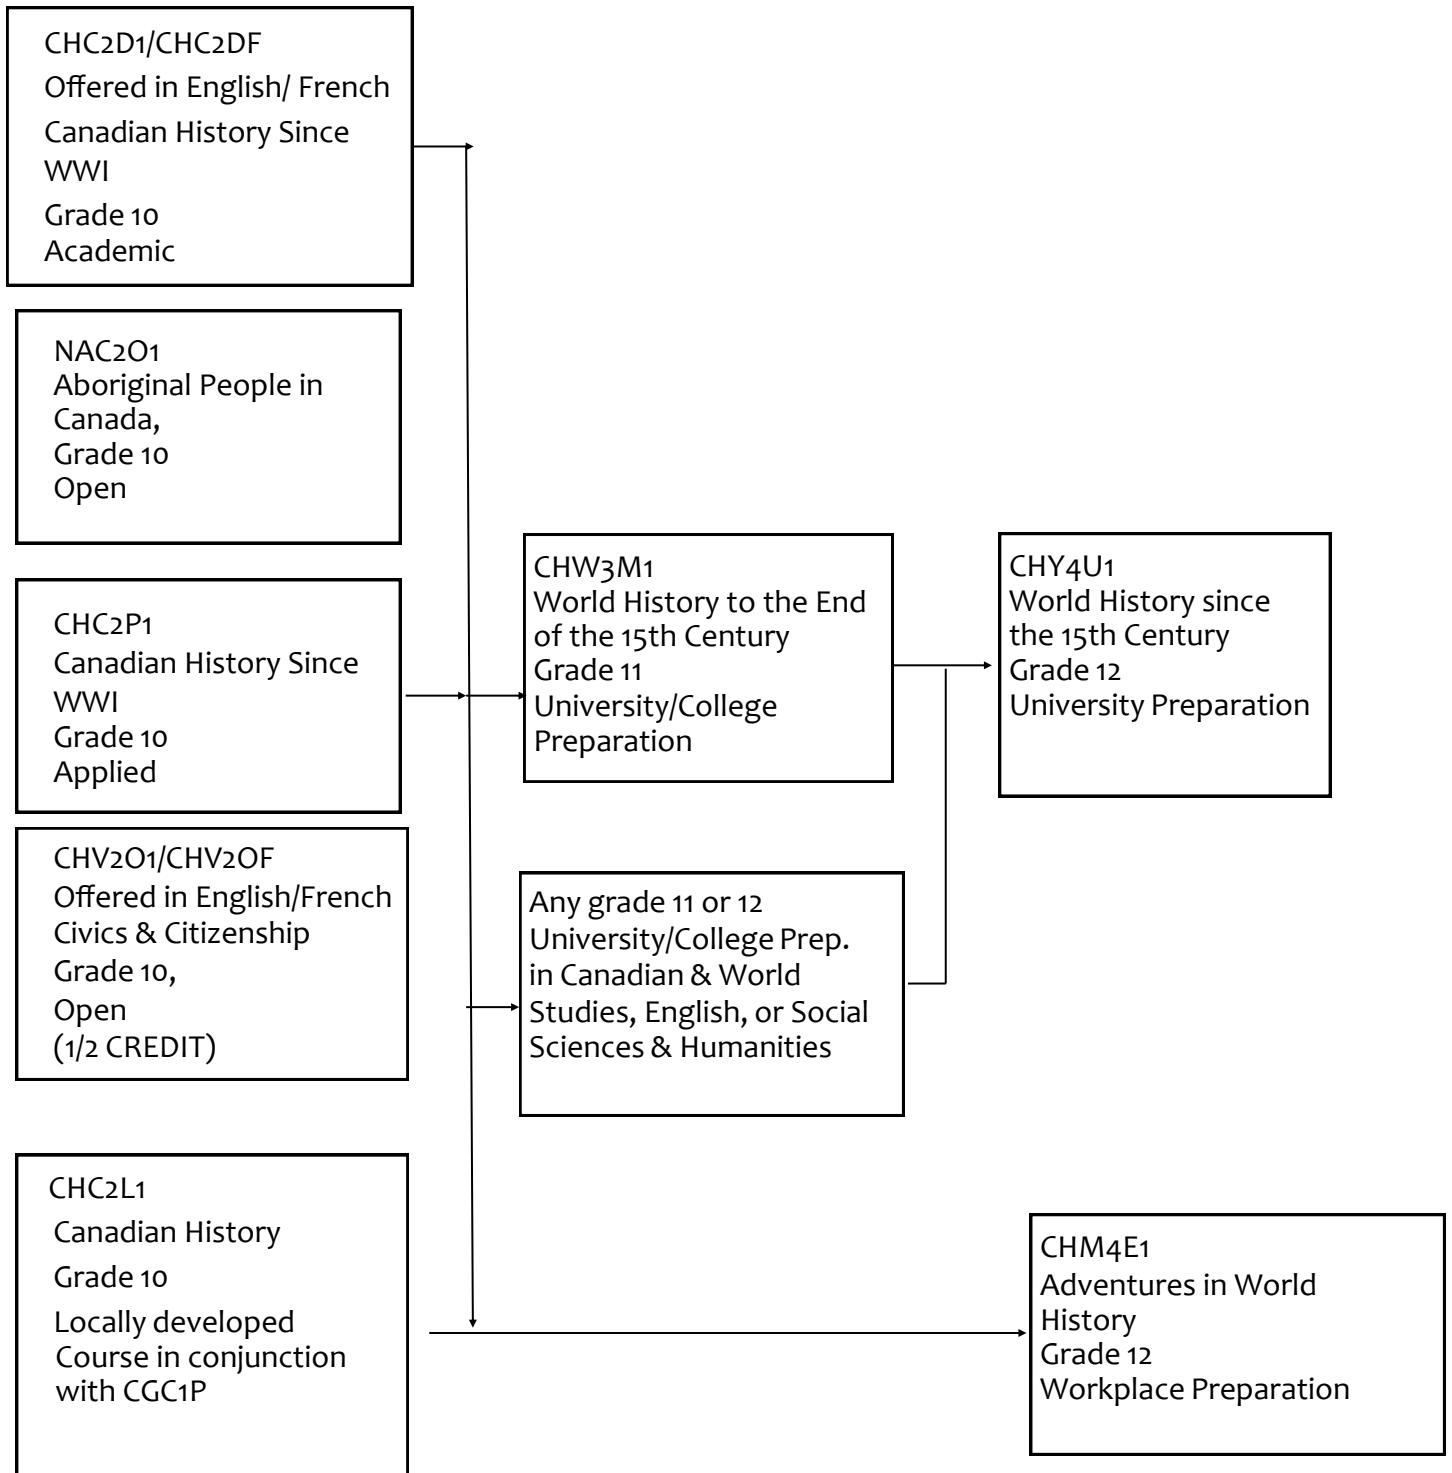 CHC2D1/CHC2DF
Offered in English/ French
Canadian History Since
WWI
Grade 10
Academic
NAC2O1
Aboriginal People in
Canada,
Grade 10
Open
CHC2P1
Canadian History Since
WWI
Grade 10
Applied
CHV2O1/CHV2OF
Offered in English/French
Civics & Citizenship
Grade 10,
Open
(1/2 CREDIT)
CHC2L1
Canadian History
Grade 10
Locally developed
Course in conjunction
with CGC1P
CHW3M1
World History to the End
of the 15th Century
Grade 11
University/College
Preparation
Any grade 11 or 12
University/College Prep.
in Canadian & World
Studies, English, or Social
Sciences & Humanities
CHY4U1
World History since
the 15th Century
Grade 12
University Preparation
CHM4E1
Adventures in World
History
Grade 12
Workplace Preparation